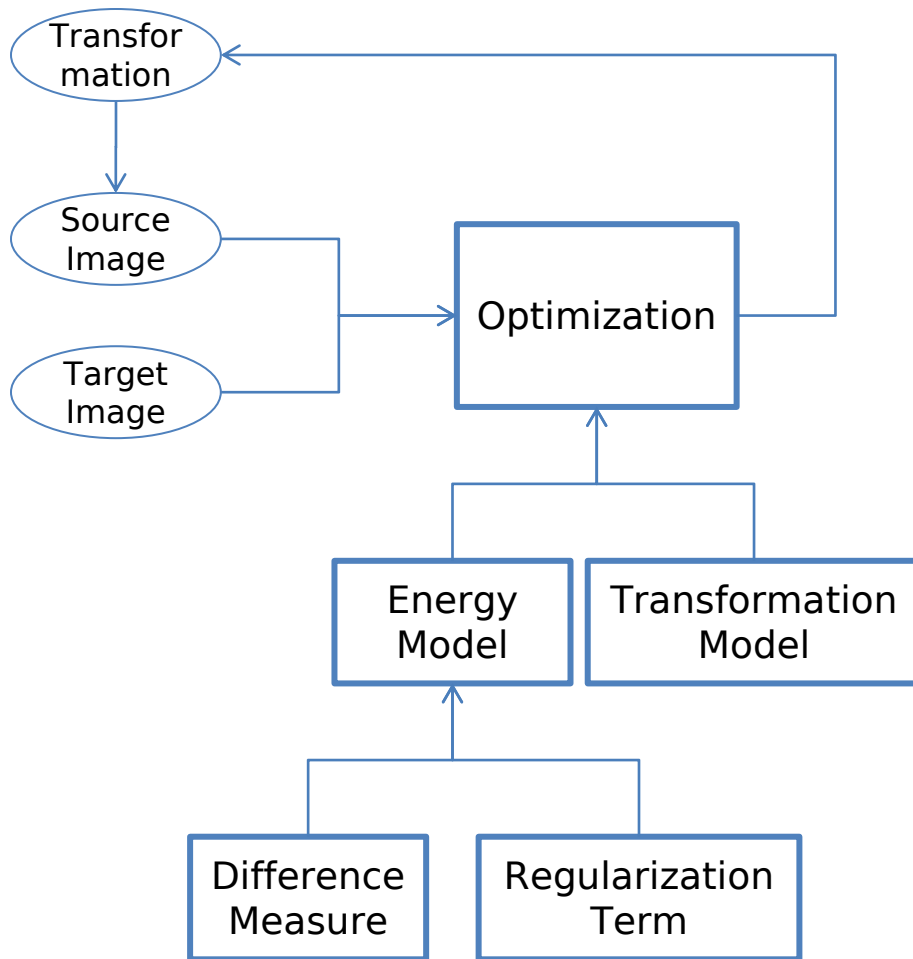 Transfor
mation
Source
Image
Optimization
Target
Image
Energy
Model
Transformation
Model
Difference
Measure
Regularization
Term